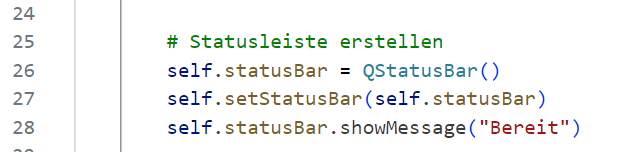 24
25 # Statusleiste erstellen
26 self.statusBar = QStatusBar()
27 self.setStatusBar(self.statusBar)
28 self.statusBar.showMessage("Bereit")